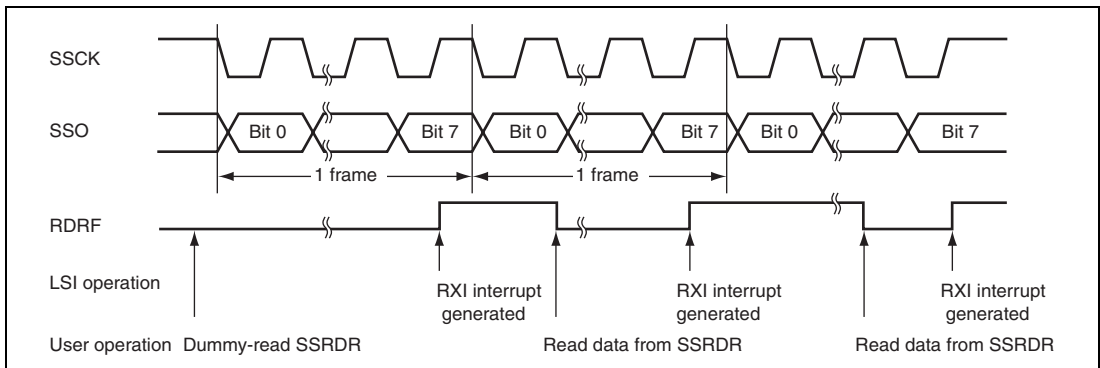 SSCK
SSO Bit 0 Bit 7 Bit 0 Bit 7 Bit 0 Bit 7
1 frame 1 frame
RDRF
LSI operation
RXI interrupt generated
RXI interrupt generated
RXI interrupt generated
User operation Dummy-read SSRDR Read data from SSRDR Read data from SSRDR